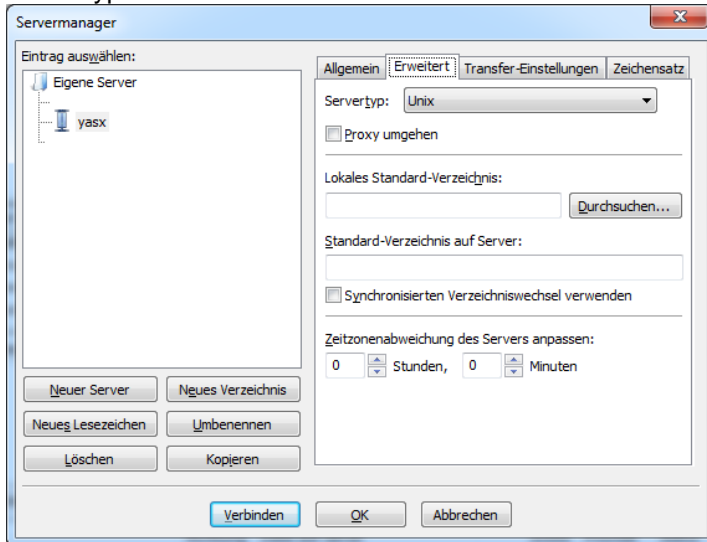 Servermanager
Eintrag auswählen:
Eigene Server
yasx
Neuer Server
Neues Verzeichnis
Neues Lesezeichen
Umbenennen
Löschen
Kopieren
Allgemein
Erweitert
Transfer-Einstellungen
Zeichensatz
Servertyp:
Unix
Proxy umgehen
Lokales Standard-Verzeichnis:
Durchsuchen...
Standard-Verzeichnis auf Server:
Synchronisierten Verzeichniswechsel verwenden
Zeitzonenabweichung des Servers anpassen:
0 Stunden, 0 Minuten
Verbinden
OK
Abbrechen